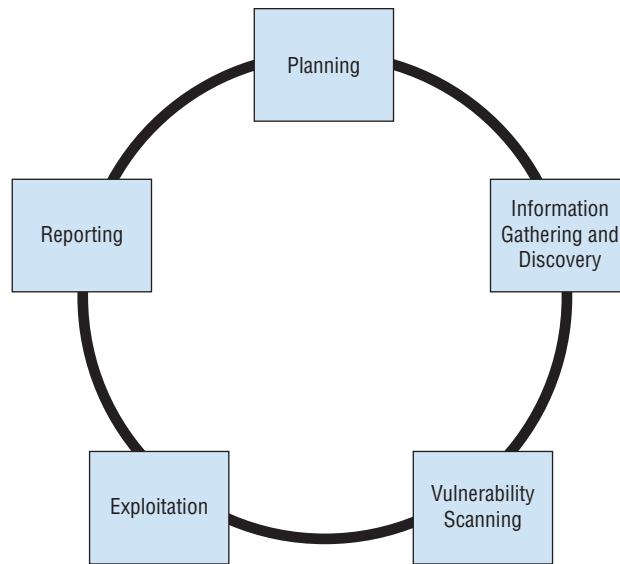 Planning
Information
Gathering and
Discovery
Vulnerability
Scanning
Exploitation
Reporting